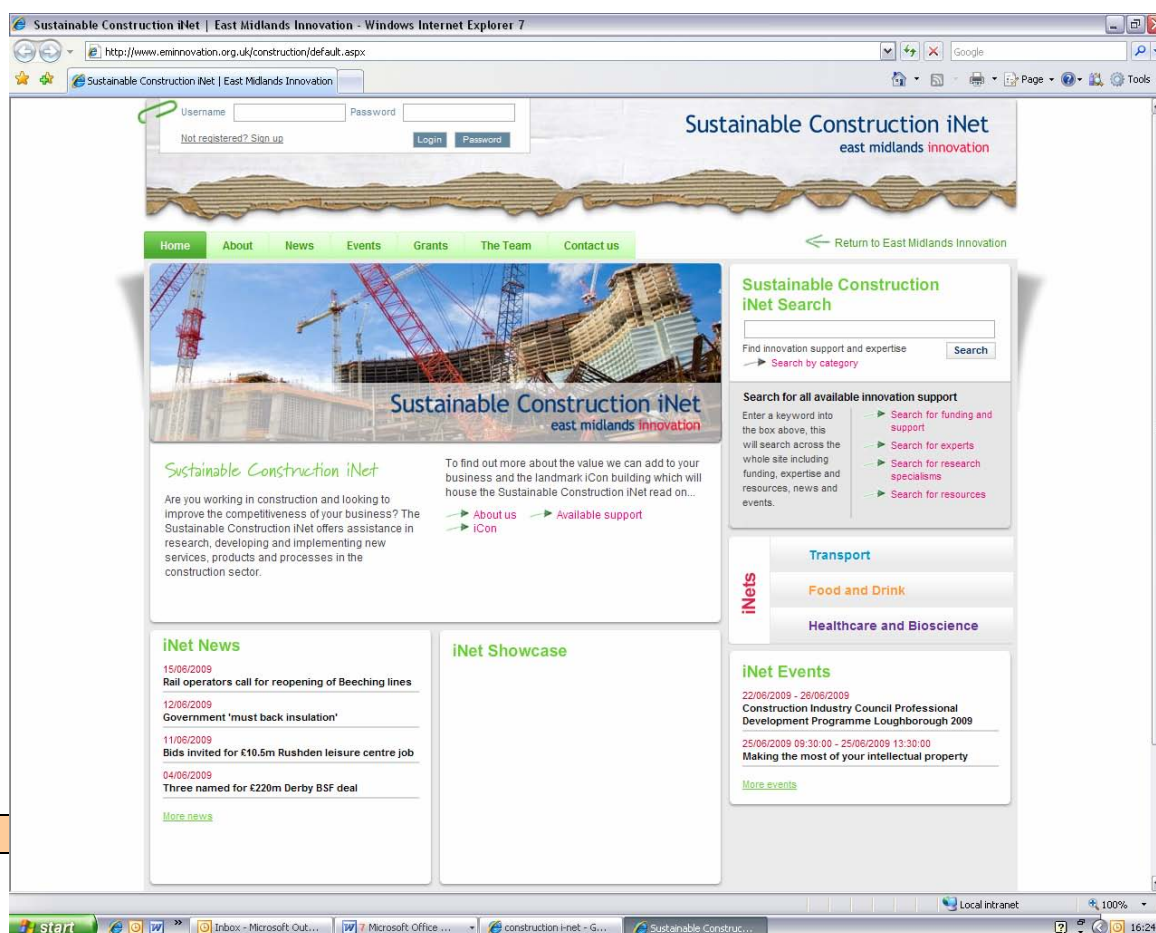 Sustainable Construction iNet | East Midlands Innovation - Windows Internet Explorer 7
http://www.eminnovation.org.uk/construction/default.aspx
Google
Sustainable Construction iNet | East Midlands Innovation
Page
Tools
Username
Password
Not registered? Sign up
Login
Password
Sustainable Construction iNet
east midlands innovation
Home
About
News
Events
Grants
The Team
Contact us
Return to East Midlands Innovation
Sustainable Construction iNet
east midlands innovation
Sustainable Construction iNet
Are you working in construction and looking to
improve the competitiveness of your business? The
Sustainable Construction iNet offers assistance in
research, developing and implementing new
services, products and processes in the
construction sector.
To find out more about the value we can add to your
business and the landmark iCon building which will
house the Sustainable Construction iNet read on...
About us
Available support
iCon
Sustainable Construction
iNet Search
Find innovation support and expertise
Search
Search by category
Search for all available innovation support
Enter a keyword into
the box above, this
will search across the
whole site including
funding, expertise and
resources, news and
events.
Search for funding and
support
Search for experts
Search for research
specialisms
Search for resources
iNets
Transport
Food and Drink
Healthcare and Bioscience
iNet News
15/06/2009
Rail operators call for reopening of Beeching lines
12/06/2009
Government 'must back insulation'
11/06/2009
Bids invited for £10.5m Rushden leisure centre job
04/06/2009
Three named for £220m Derby BSF deal
More news
iNet Showcase
iNet Events
22/06/2009 - 26/06/2009
Construction Industry Council Professional
Development Programme Loughborough 2009
25/06/2009 09:30:00 - 25/06/2009 13:30:00
Making the most of your intellectual property
More events
Local intranet
100%
start
Inbox - Microsoft Out...
7 Microsoft Office ...
construction i-net - G...
Sustainable Construc...
16:24